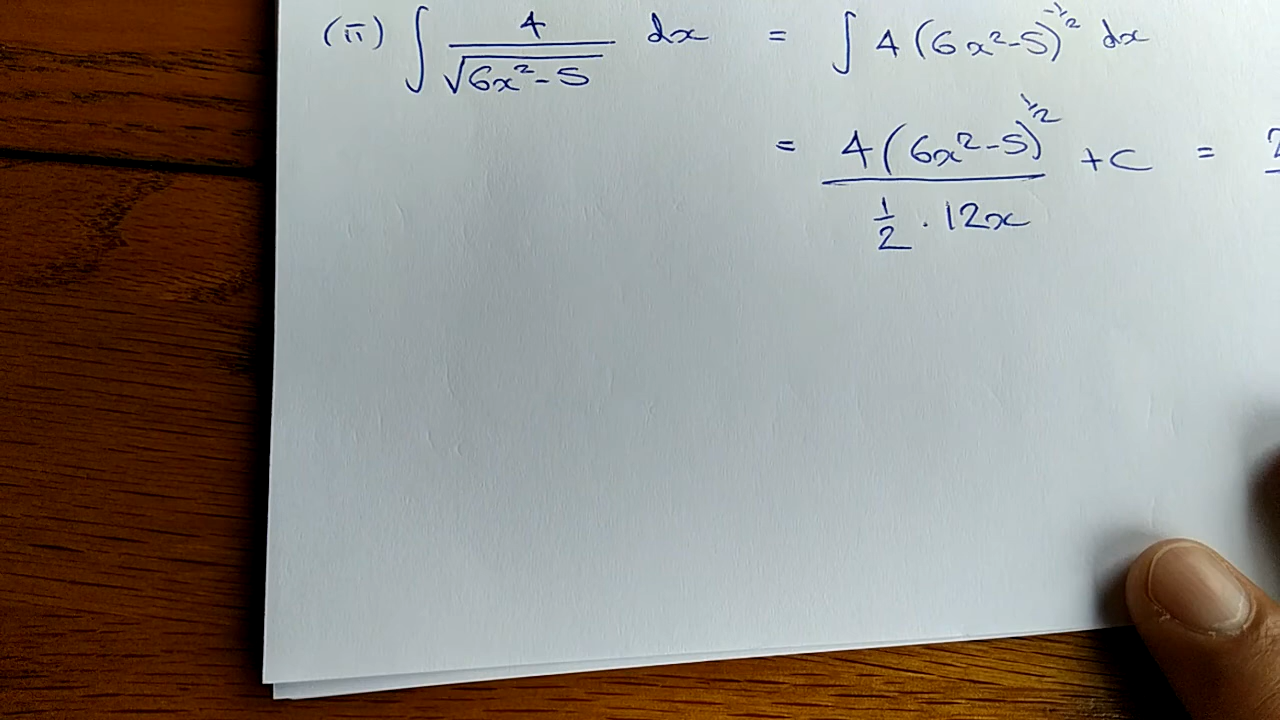 (ii) ∫ 4/√(6x²-5) dx = ∫ 4(6x²-5)^(-1/2) dx
= 4(6x²-5)^(1/2) / (1/2 · 12x) + C =